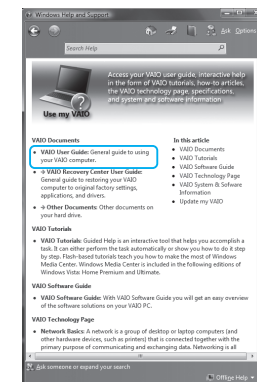 Windows Help and Support
Ask Options
Search Help
Access your VAIO user guide, interactive help
in the form of VAIO tutorials, how-to articles,
the VAIO technology page, specifications,
and system and software information
Use my VAIO
VAIO Documents
VAIO User Guide: General guide to using
your VAIO computer.
VAIO Recovery Center User Guide:
General guide to restoring your VAIO
computer to original factory settings,
applications, and drivers.
Other Documents: Other documents on
your hard drive.
In this article
VAIO Documents
VAIO Tutorials
VAIO Software Guide
VAIO Technology Page
VAIO System & Software
Information
Update my VAIO
VAIO Tutorials
VAIO Tutorials: Guided Help is an interactive tool that helps you accomplish a
task. It can either perform the task automatically or show you how to do it step
by step. Flash-based tutorials teach you how to make the most of Windows
Media Center. Windows Media Center is included in the following editions of
Windows Vista: Home Premium and Ultimate.
VAIO Software Guide
VAIO Software Guide: With VAIO Software Guide you will get an easy overview
of the software solutions on your VAIO PC.
VAIO Technology Page
Network Basics: A network is a group of desktop or laptop computers (and
other hardware devices, such as printers) that is connected together with the
primary purpose of communicating and exchanging data. Networking is all
Ask someone or expand your search
Offline Help